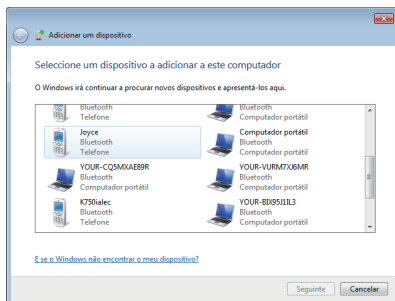 Adicionar um dispositivo
Seleccione um dispositivo a adicionar a este computador
O Windows irá continuar a procurar novos dispositivos e apresentá-los aqui.
Bluetooth
Telefone
Bluetooth
Computador portátil
Joyce
Bluetooth
Telefone
Computador portátil
Bluetooth
Computador portátil
YOUR-CQ5MXAE89R
Bluetooth
Computador portátil
YOUR-VURM7XJ6MR
Bluetooth
Computador portátil
K750ialec
Bluetooth
Telefone
YOUR-BIX95J1IL3
Bluetooth
Computador portátil
E se o Windows não encontrar o meu dispositivo?
Seguinte
Cancelar